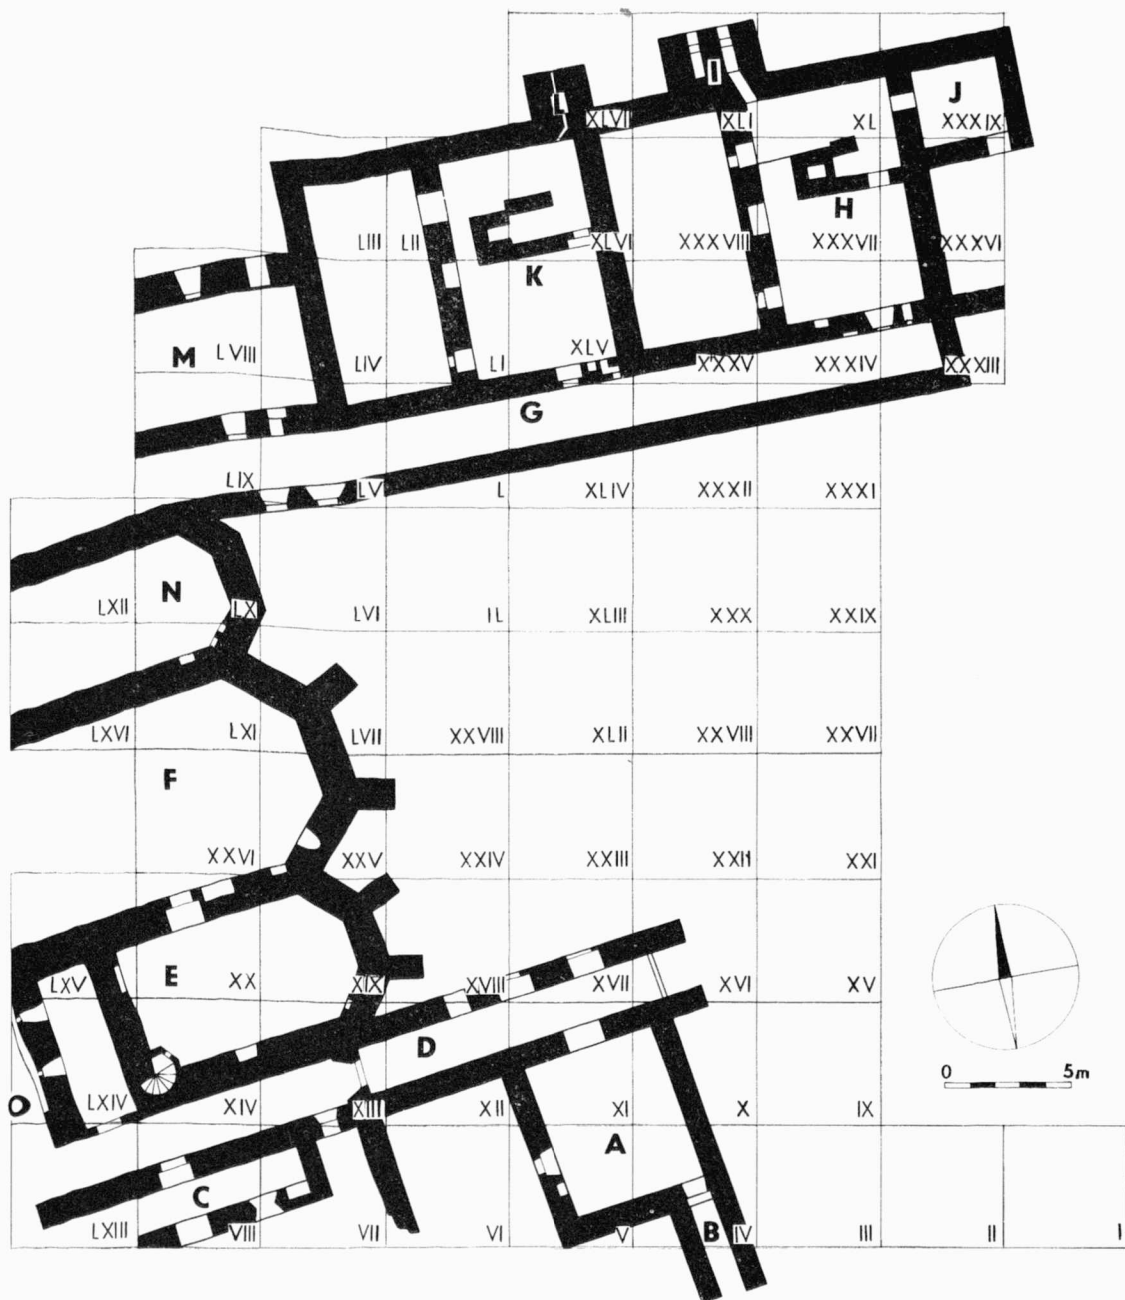 I J
L XLVII XLI XL XXXIX
H
LIII LII XLVI XXXVIII XXXVII XXXVI
K
M LVIII LIV LI XLV XXXV XXXIV XXXIII
G
LIX LV L XLIV XXXII XXXI
N
LXII LX LVI IL XLIII XXX XXIX
LXVI LXI LVII XXVIII XLII XXVIII XXVII
F
XXVI XXV XXIV XXIII XXII XXI
E
LXV XX XIX XVIII XVII XVI XV
D
0 5m
O LXIV XIV XIII XII XI X IX
A
C
LXIII VIII VII VI V B IV III II I